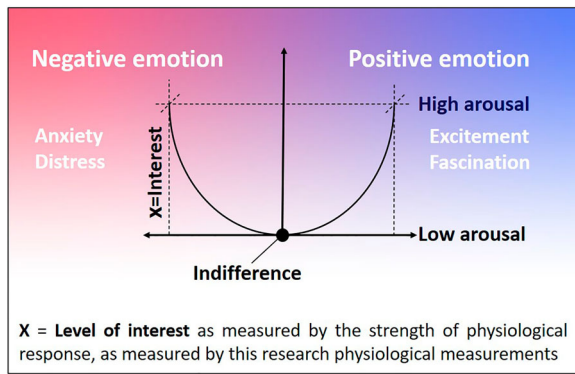 Negative emotion
Positive emotion
High arousal
Anxiety
Distress
X=Interest
Excitement
Fascination
Low arousal
Indifference
X = Level of interest as measured by the strength of physiological
response, as measured by this research physiological measurements